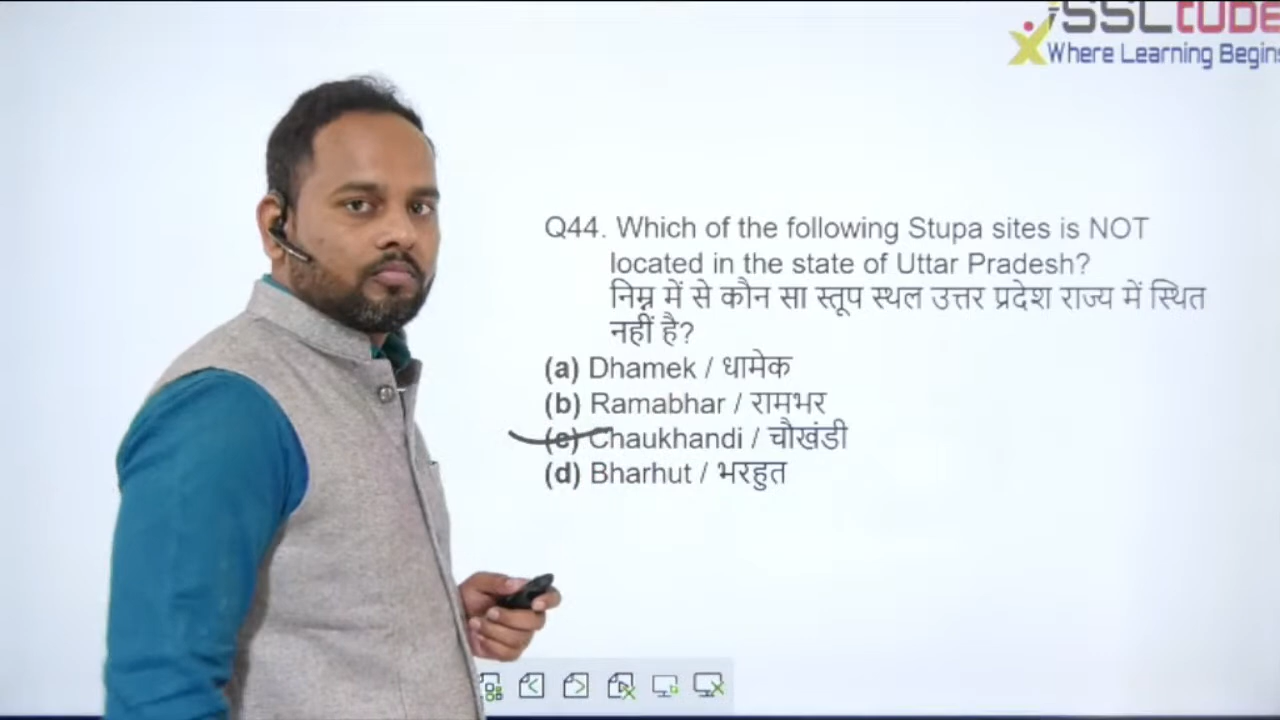 SSLtube
Where Learning Begins
Q44. Which of the following Stupa sites is NOT
located in the state of Uttar Pradesh?
निम्न में से कौन सा स्तूप स्थल उत्तर प्रदेश राज्य में स्थित
नहीं है?
(a) Dhamek / धामेक
(b) Ramabhar / रामभर
(c) Chaukhandi / चौखंडी
(d) Bharhut / भरहुत